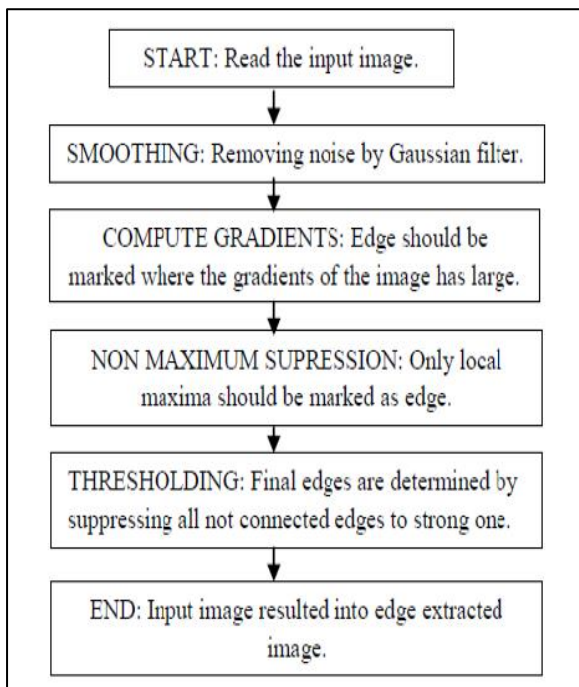 START: Read the input image.
SMOOTHING: Removing noise by Gaussian filter.
COMPUTE GRADIENTS: Edge should be
marked where the gradients of the image has large.
NON MAXIMUM SUPRESSION: Only local
maxima should be marked as edge.
THRESHOLDING: Final edges are determined by
suppressing all not connected edges to strong one.
END: Input image resulted into edge extracted
image.